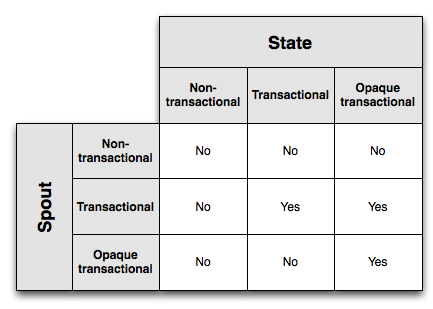 State
Non-
transactional
Transactional
Opaque
transactional
Spout
Non-
transactional
No
No
No
Transactional
No
Yes
Yes
Opaque
transactional
No
No
Yes